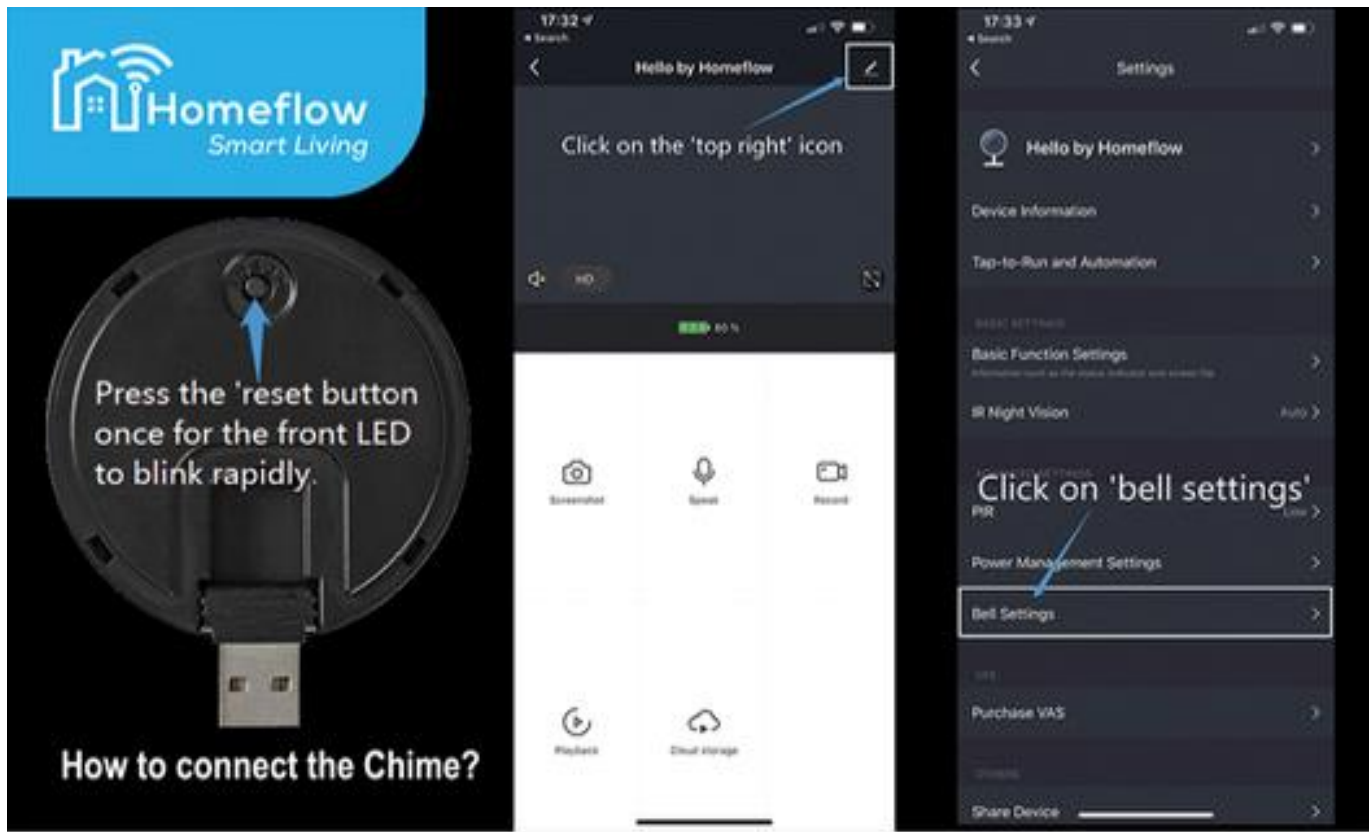 Homeflow
Smart Living
Press the 'reset button
once for the front LED
to blink rapidly.
How to connect the Chime?
17:32
Search
Hello by Homeflow
Click on the 'top right' icon
HD
80 %
Screenshot
Speak
Record
Playback
Cloud storage
17:33
Search
Settings
Hello by Homeflow
Device Information
Tap-to-Run and Automation
BASIC SETTINGS
Basic Function Settings
IR Night Vision
Auto
ADVANCED SETTINGS
Click on 'bell settings'
PIR
Low
Power Management Settings
Bell Settings
VAS
Purchase VAS
OTHERS
Share Device